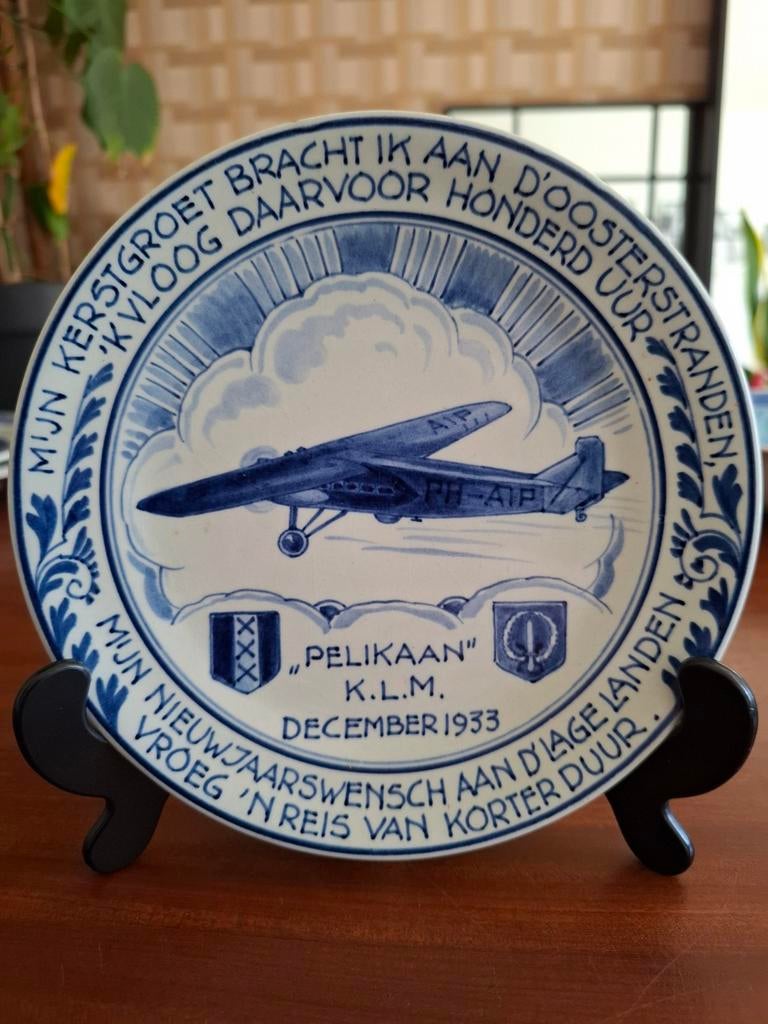 MIJN KERSTGROET BRACHT IK AAN D'OOSTERSTRANDEN,
'K VLOOG DAARVOOR HONDERD UUR
AIP
PH-AIP
XXX
„PELIKAAN"
K.L.M.
DECEMBER 1933
MIJN NIEUWJAARSWENSCH AAN D'LAGE LANDEN
VROEG 'N REIS VAN KORTER DUUR.